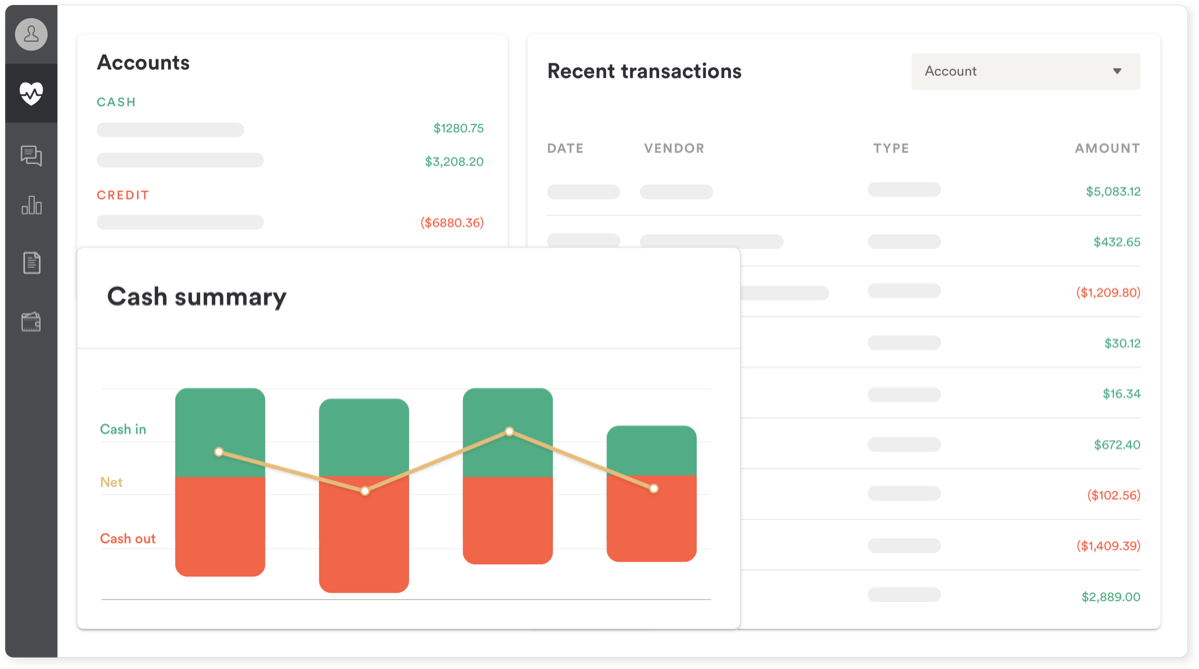 Accounts
CASH
$1280.75
$3,208.20
CREDIT
($6880.36)
Recent transactions
Account
DATE VENDOR TYPE AMOUNT
$5,083.12
$432.65
($1,209.80)
$30.12
$16.34
$672.40
($102.56)
($1,409.39)
$2,889.00
Cash summary
Cash in
Net
Cash out